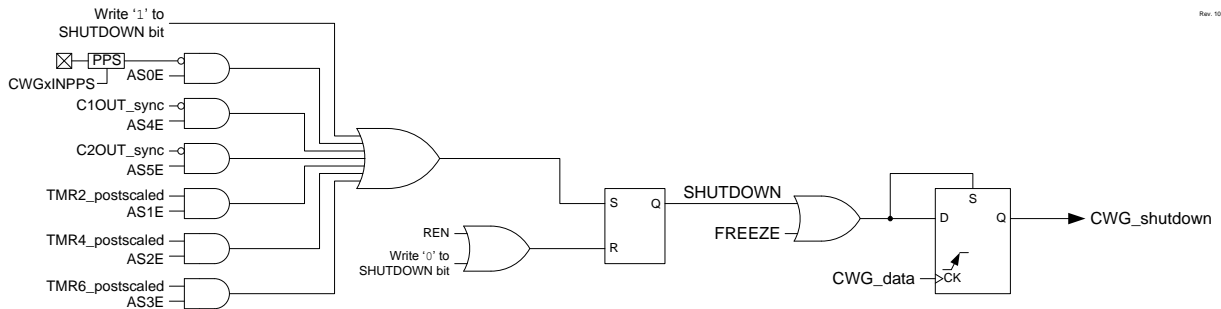 Write '1' to
SHUTDOWN bit
Rev. 10
PPS
AS0E
CWGxINPPS
C1OUT_sync
AS4E
C2OUT_sync
AS5E
TMR2_postscaled
AS1E
TMR4_postscaled
AS2E
TMR6_postscaled
AS3E
REN
Write '0' to
SHUTDOWN bit
S
Q
R
SHUTDOWN
FREEZE
S
D
Q
CK
CWG_data
CWG_shutdown